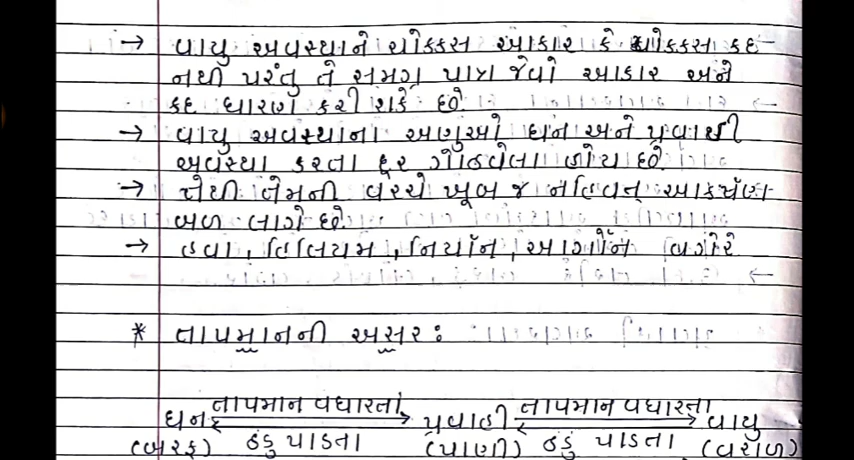 → વાયુ અવસ્થાને ચોક્કસ આકાર કે ચોક્કસ કદ-
નથી પરંતુ તે સમગ્ર પાત્ર જેવો આકાર અને
કદ ધારણ કરી શકે છે.
→ વાયુ અવસ્થાના અણુઓ ઘન અને પ્રવાહી
અવસ્થા કરતા દૂર ગોઠવેલા હોય છે.
→ તેથી તેમની વચ્ચે ખૂબ જ નહિવત્ આકર્ષણ-
બળ લાગે છે.
→ હવા, હિલિયમ, નિયૉન, આર્ગૉન વગેરે
* તાપમાનની અસર:
તાપમાન વધારતાં તાપમાન વધારતા
ઘન પ્રવાહી વાયુ
(બરફ) ઠંડુ પાડતા (પાણી) ઠંડુ પાડતા (વરાળ)